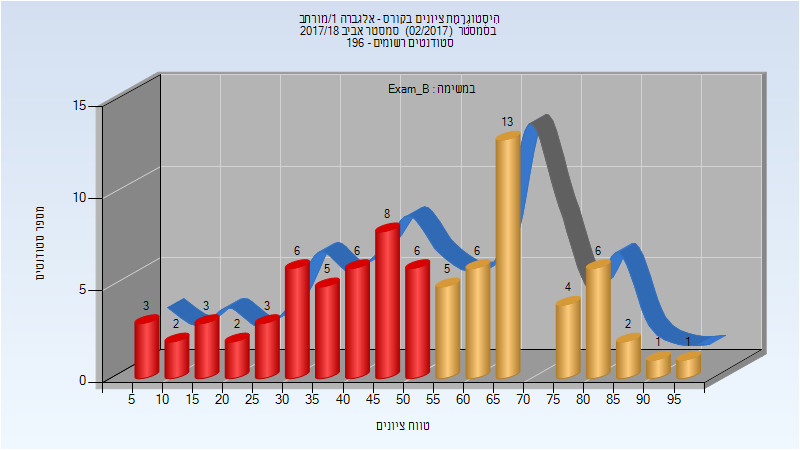 היסטוגרמת ציונים בקורס - אלגברה 1/מורחב
בסמסטר (02/2017) סמסטר אביב 2017/18
סטודנטים רשומים - 196
במשימה : Exam_B
מספר סטודנטים
15
10
5
0
3 2 3 2 3 6 5 6 8 6 5 6 13 4 6 2 1 1
5 10 15 20 25 30 35 40 45 50 55 60 65 70 75 80 85 90 95
טווח ציונים